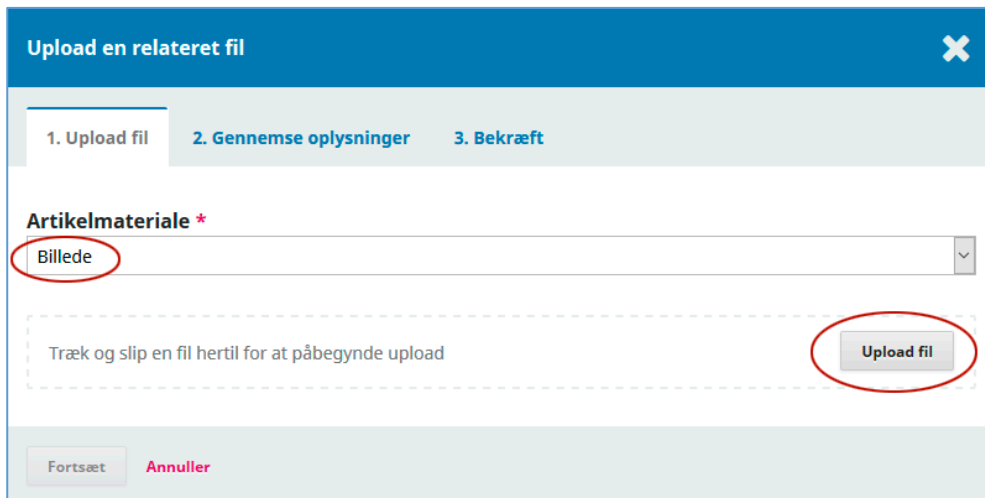 Upload en relateret fil
1. Upload fil 2. Gennemse oplysninger 3. Bekræft
Artikelmateriale *
Billede
Træk og slip en fil hertil for at påbegynde upload Upload fil
Fortsæt Annuller